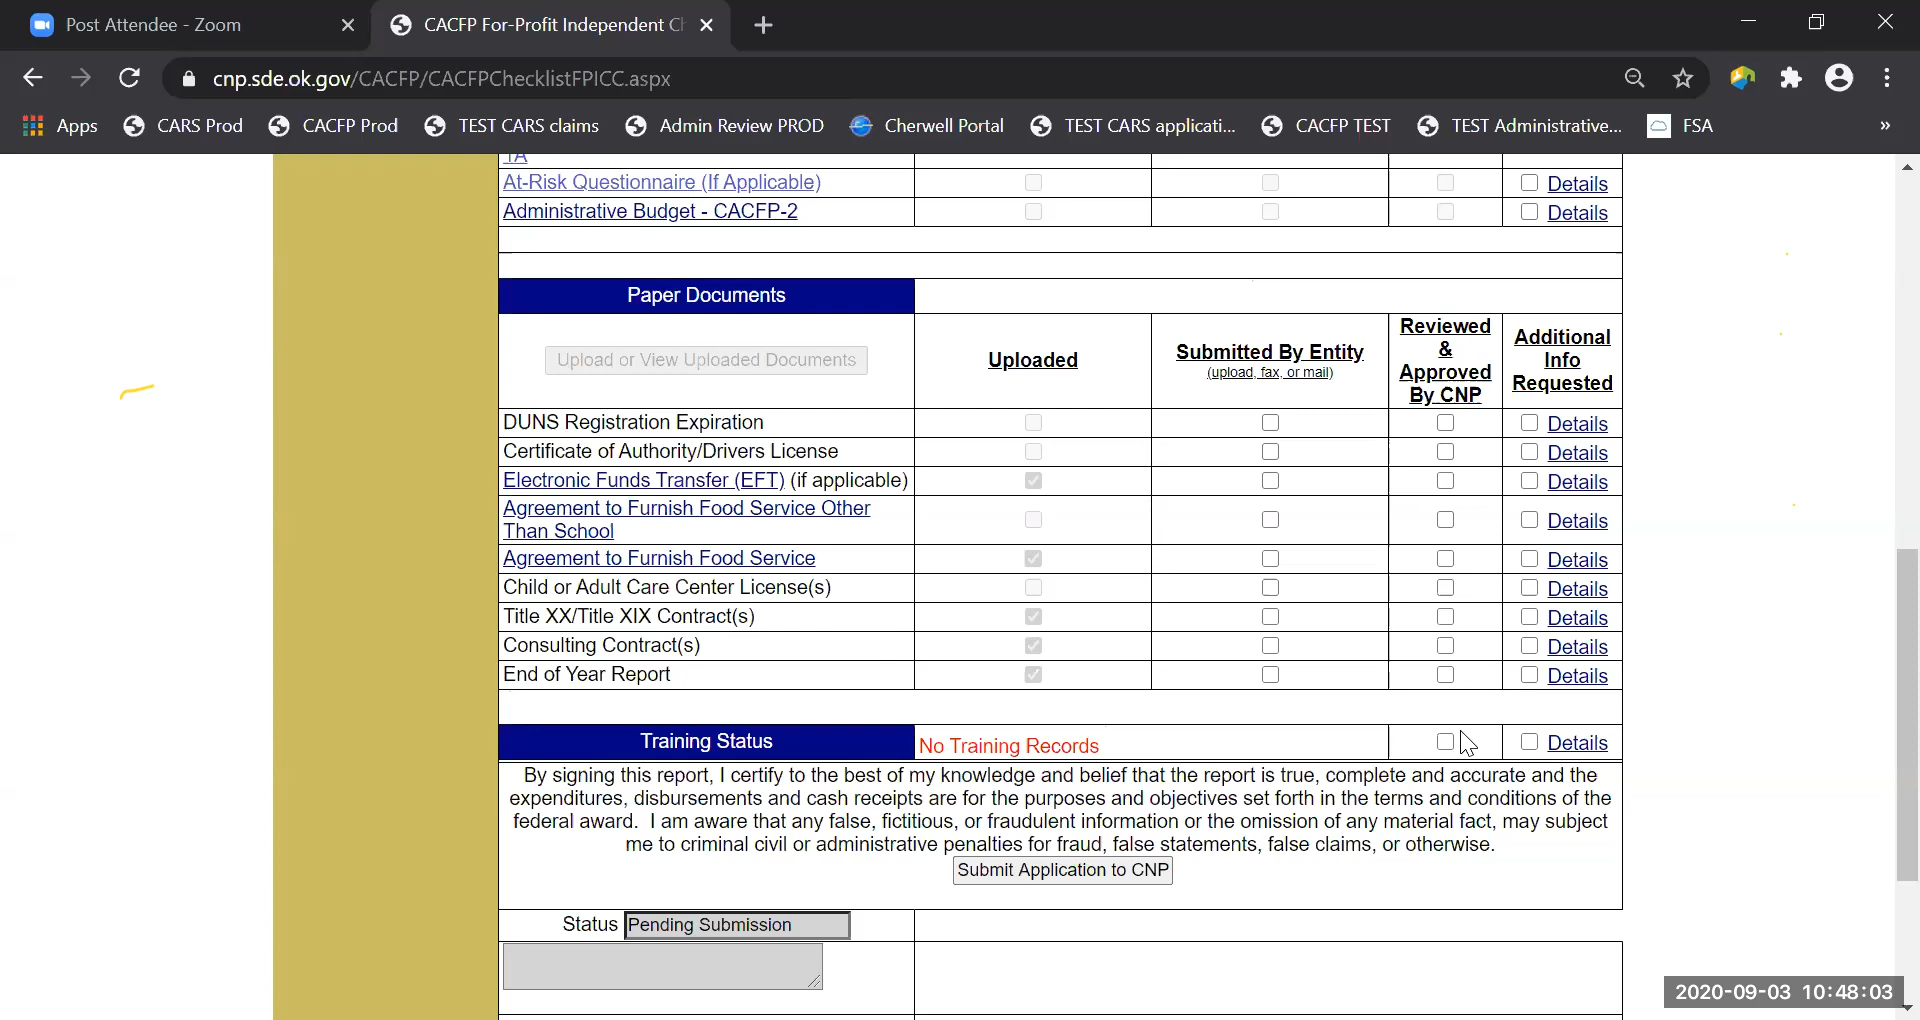 Post Attendee - Zoom
CACFP For-Profit Independent Ch
cnp.sde.ok.gov/CACFP/CACFPChecklistFPICC.aspx
Apps
CARS Prod
CACFP Prod
TEST CARS claims
Admin Review PROD
Cherwell Portal
TEST CARS applicati...
CACFP TEST
TEST Administrative...
FSA
»
TA
At-Risk Questionnaire (If Applicable)
Details
Administrative Budget - CACFP-2
Details
Paper Documents
Upload or View Uploaded Documents
Uploaded
Submitted By Entity
(upload, fax, or mail)
Reviewed
&
Approved
By CNP
Additional
Info
Requested
DUNS Registration Expiration
Details
Certificate of Authority/Drivers License
Details
Electronic Funds Transfer (EFT) (if applicable)
Details
Agreement to Furnish Food Service Other
Than School
Details
Agreement to Furnish Food Service
Details
Child or Adult Care Center License(s)
Details
Title XX/Title XIX Contract(s)
Details
Consulting Contract(s)
Details
End of Year Report
Details
Training Status
No Training Records
Details
By signing this report, I certify to the best of my knowledge and belief that the report is true, complete and accurate and the
expenditures, disbursements and cash receipts are for the purposes and objectives set forth in the terms and conditions of the
federal award. I am aware that any false, fictitious, or fraudulent information or the omission of any material fact, may subject
me to criminal civil or administrative penalties for fraud, false statements, false claims, or otherwise.
Submit Application to CNP
Status
Pending Submission
2020-09-03 10:48:03